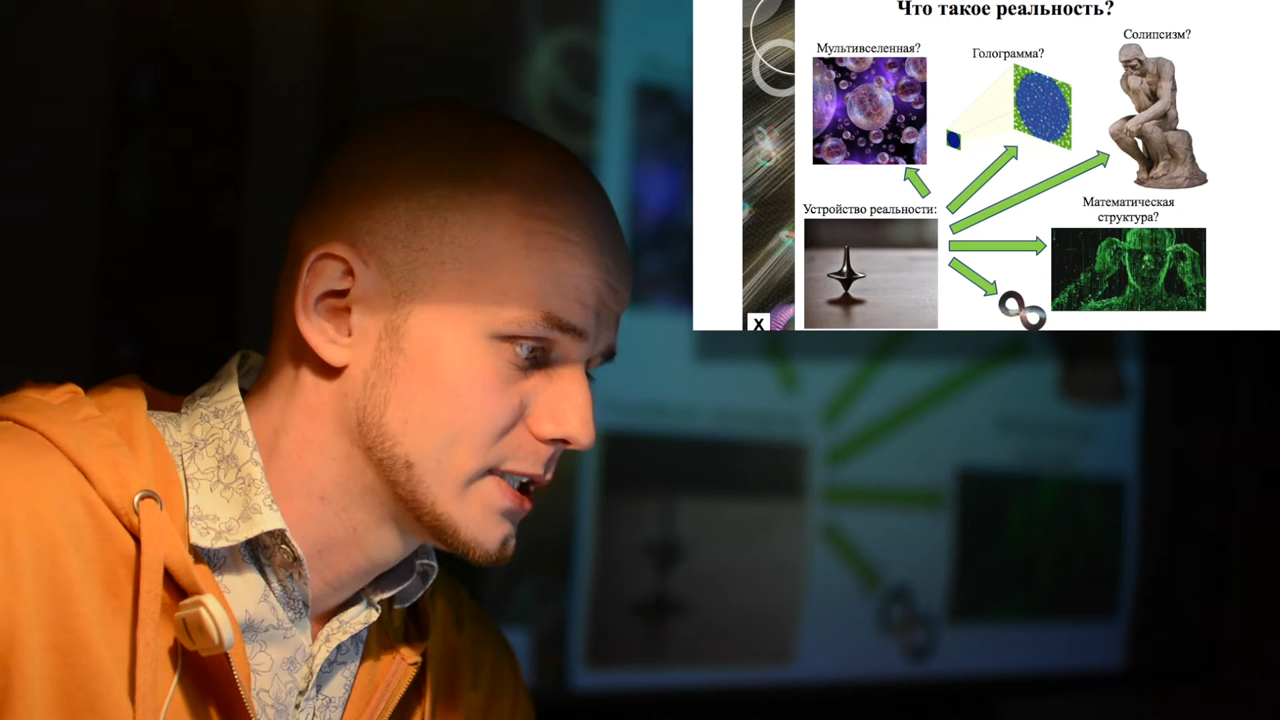 Что такое реальность?
Мультивселенная?
Голограмма?
Солипсизм?
Устройство реальности:
Математическая
структура?
X